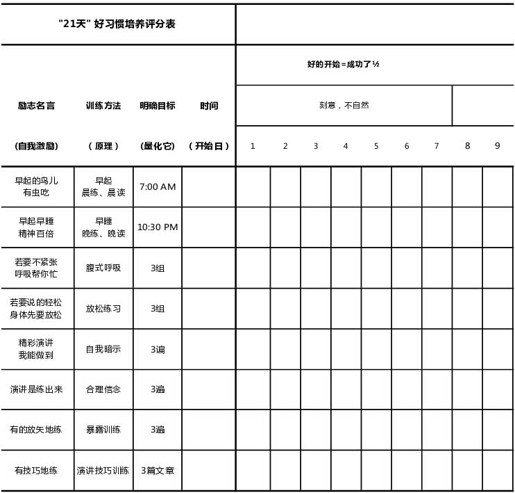 "21天" 好习惯培养评分表
好的开始=成功了½
励志名言 训练方法 明确目标 时间
刻意，不自然
(自我激励) （原理） (量化它) （开始日） 1 2 3 4 5 6 7 8 9
早起的鸟儿
有虫吃
早起
晨练、晨读
7:00 AM
早起早睡
精神百倍
早睡
晚练、晚读
10:30 PM
若要不紧张
呼吸帮你忙
腹式呼吸
3组
若要说的轻松
身体先要放松
放松练习
3组
精彩演讲
我能做到
自我暗示
3遍
演讲是练出来
合理信念
3遍
有的放矢地练
暴露训练
3遍
有技巧地练
演讲技巧训练
3篇文章